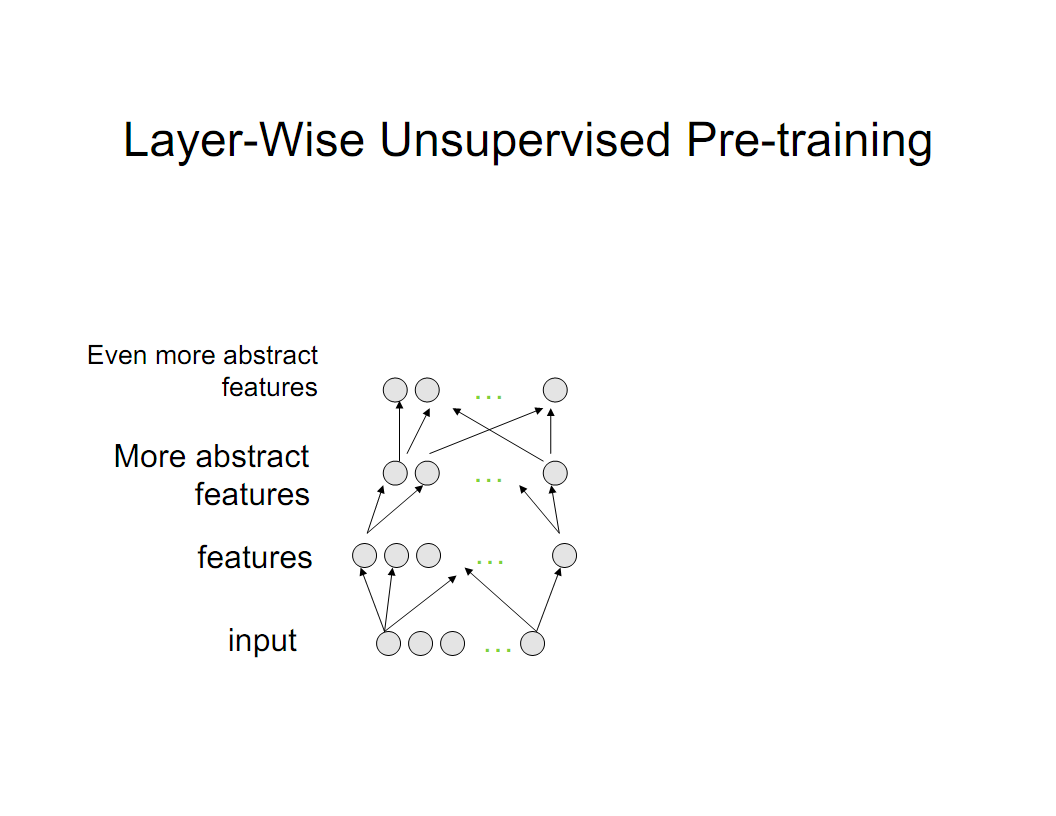 Layer-Wise Unsupervised Pre-training
Even more abstract
features
...
More abstract
features
...
features
...
input
...